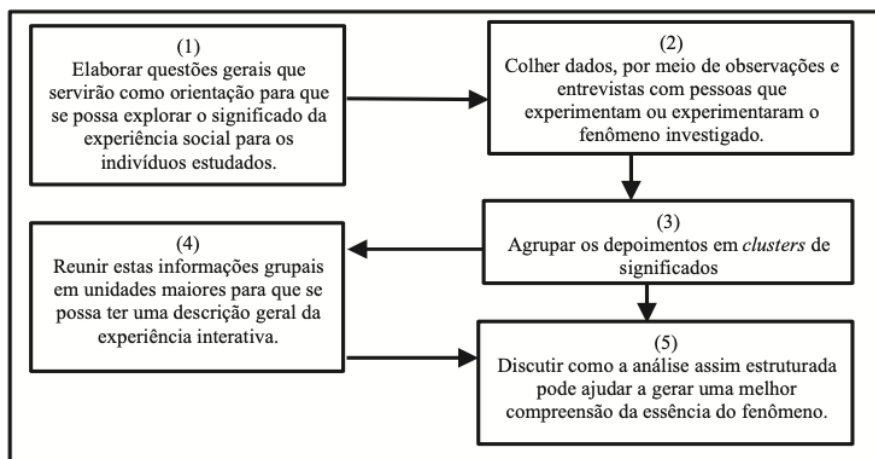 (1)
Elaborar questões gerais que
servirão como orientação para que
se possa explorar o significado da
experiência social para os
indivíduos estudados.
(2)
Colher dados, por meio de observações e
entrevistas com pessoas que
experimentam ou experimentaram o
fenômeno investigado.
(3)
Agrupar os depoimentos em clusters de
significados
(4)
Reunir estas informações grupais
em unidades maiores para que se
possa ter uma descrição geral da
experiência interativa.
(5)
Discutir como a análise assim estruturada
pode ajudar a gerar uma melhor
compreensão da essência do fenômeno.